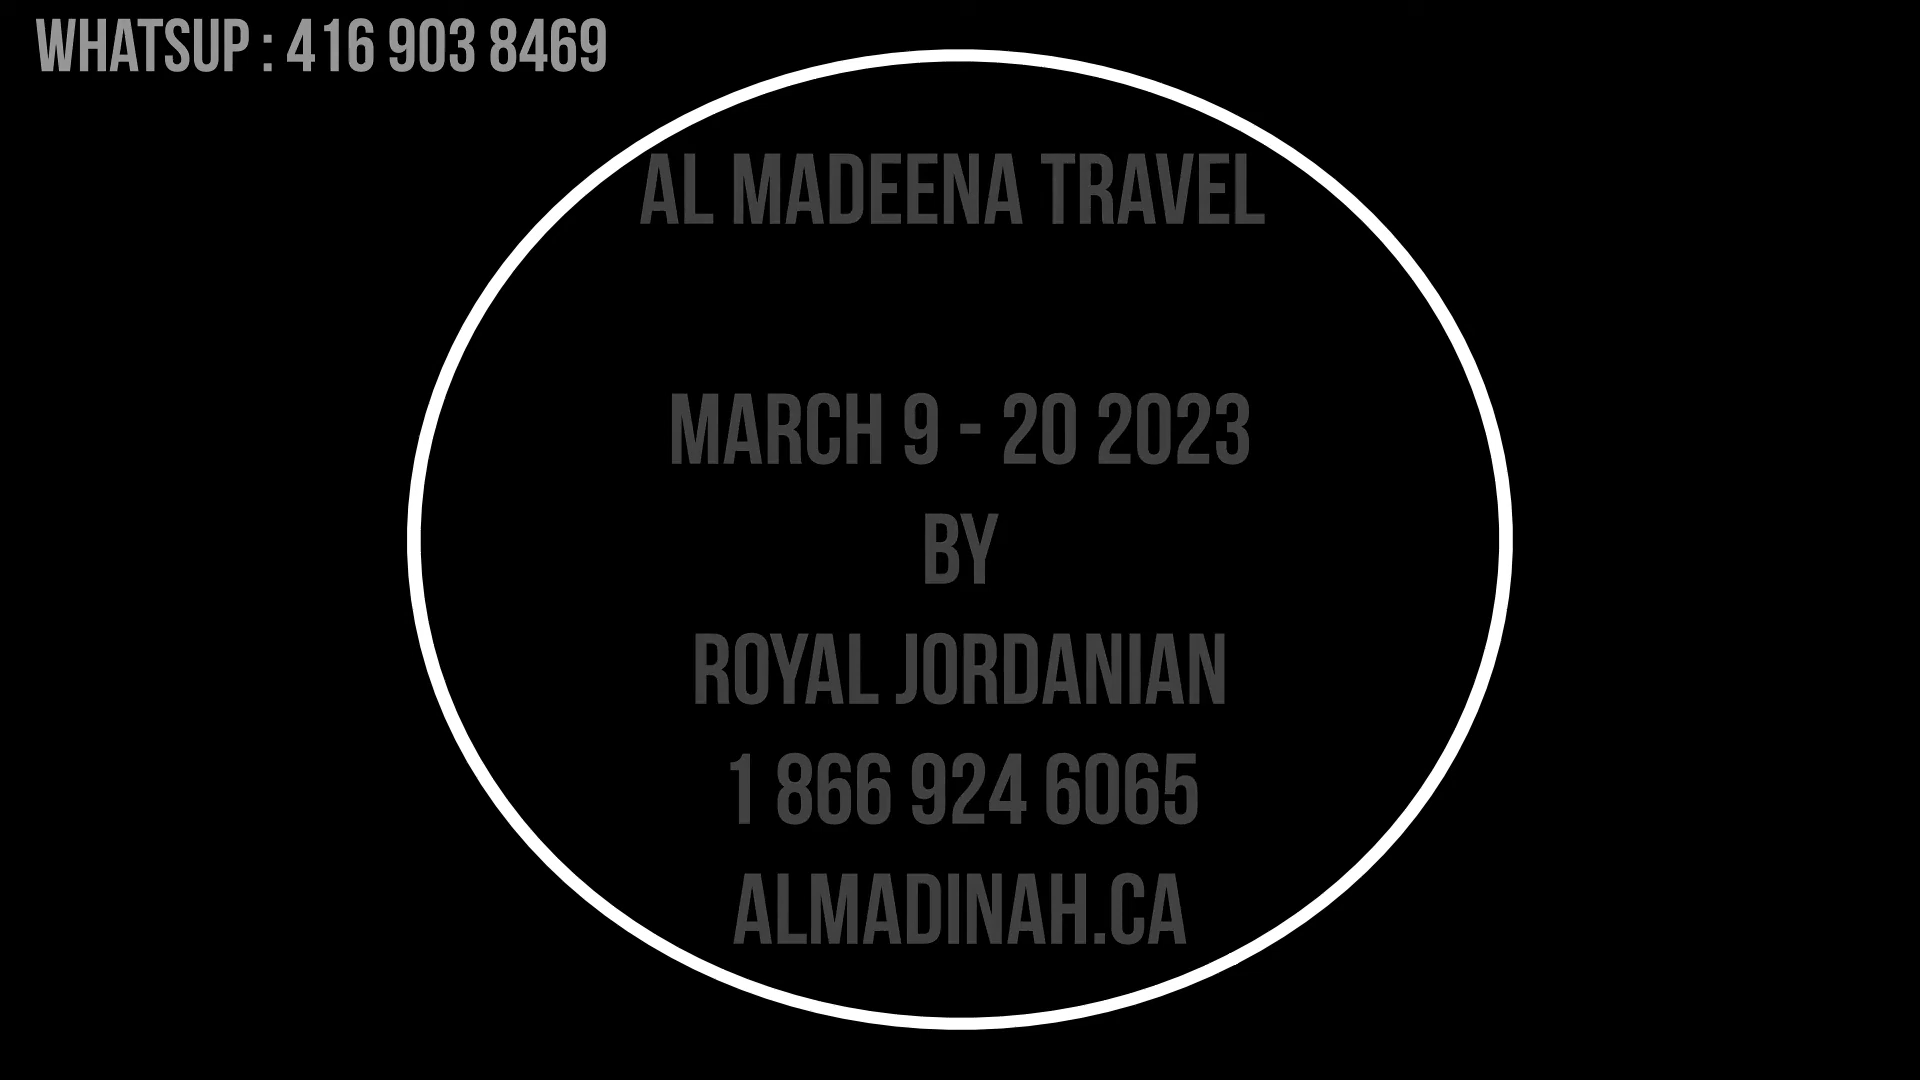 WHATSUP : 416 903 8469
AL MADEENA TRAVEL
MARCH 9 - 20 2023
BY
ROYAL JORDANIAN
1 866 924 6065
ALMADINAH.CA